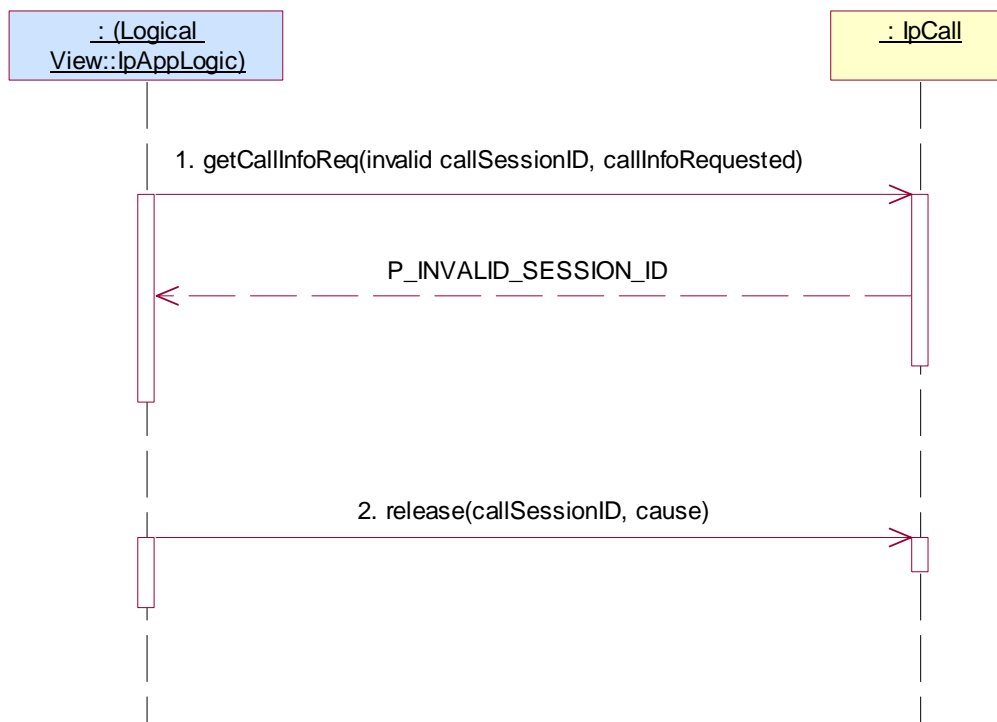 : (Logical
View::IpAppLogic)
: IpCall
1. getCallInfoReq(invalid callSessionID, callInfoRequested)
P_INVALID_SESSION_ID
2. release(callSessionID, cause)